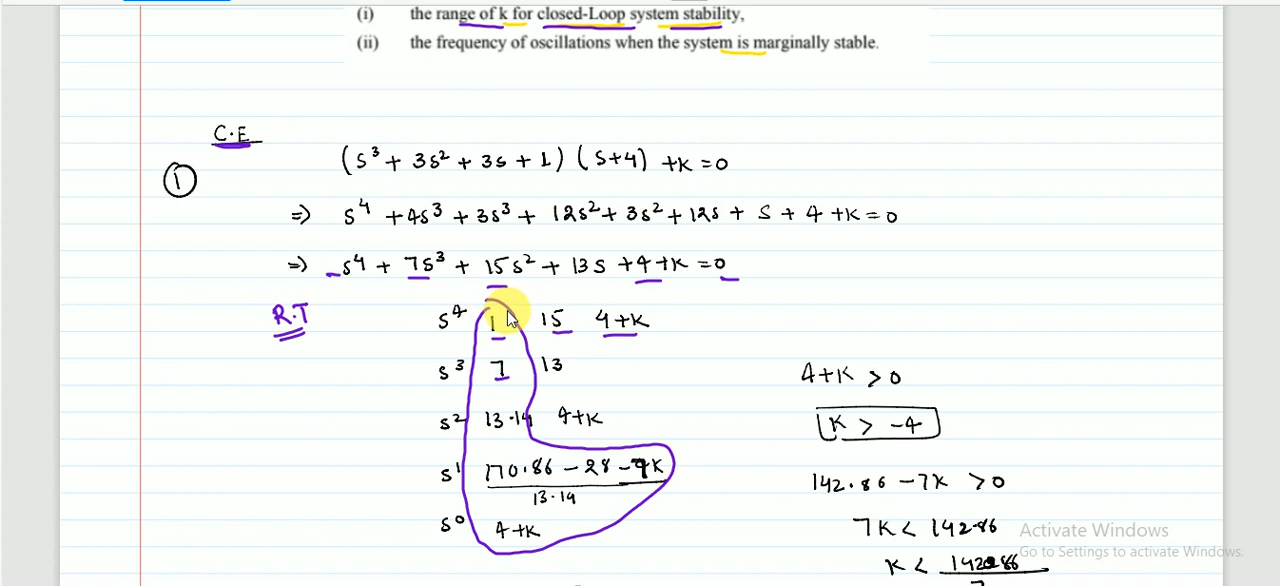 (i) the range of k for closed-Loop system stability,
(ii) the frequency of oscillations when the system is marginally stable.
C.E
① (s³ + 3s² + 3s + 1) (s+4) +K =0
=> s⁴ +4s³ + 3s³ + 12s² + 3s² + 12s + s + 4 +K = 0
=> s⁴ + 7s³ + 15s² + 13s +4+K =0
R.T
s⁴ 1 15 4+K
s³ 7 13
s² 13.14 4+K
s¹ 170.86 - 28 - 7K
13.14
s⁰ 4+K
4+K >0
K > -4
142.86 - 7K >0
7K < 142.86
K < 142.86
7
Activate Windows
Go to Settings to activate Windows.